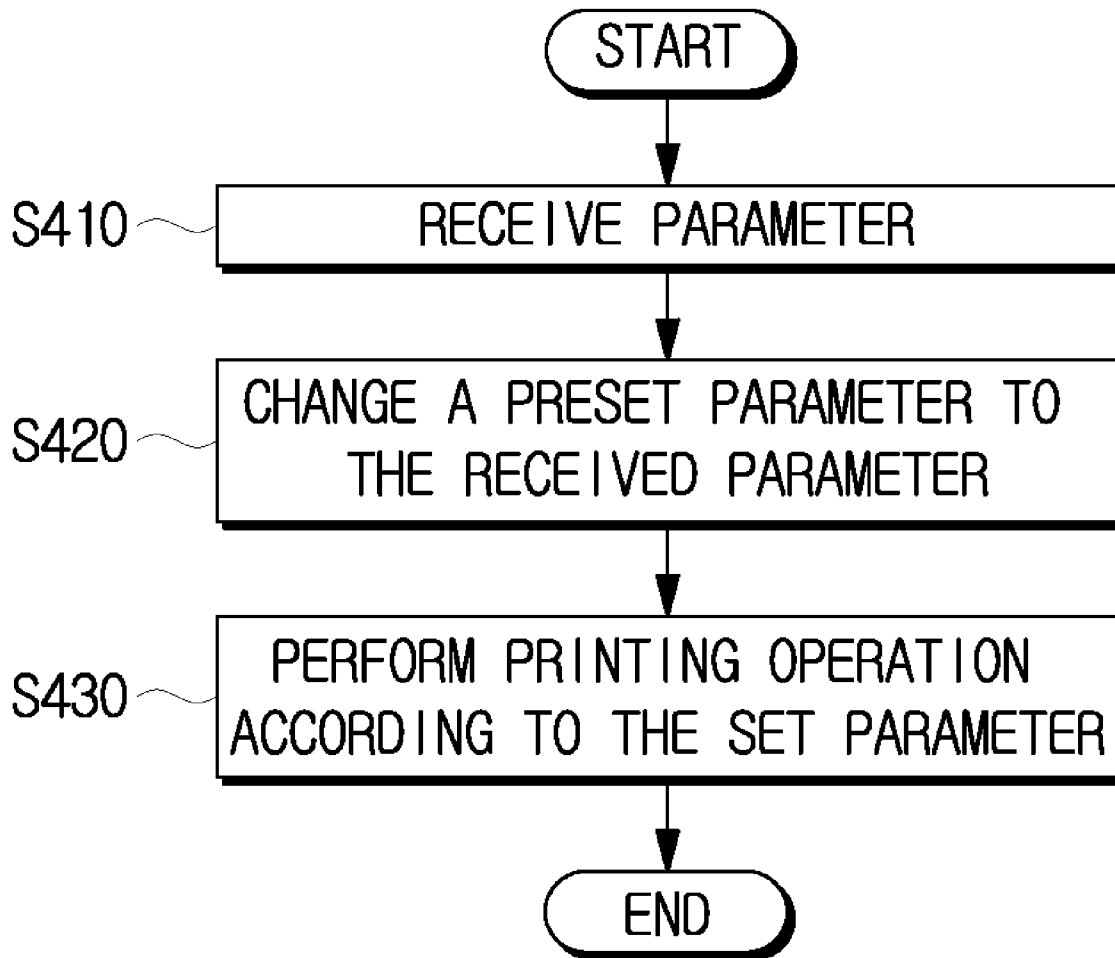 START
S410
RECEIVE PARAMETER
S420
CHANGE A PRESET PARAMETER TO
THE RECEIVED PARAMETER
S430
PERFORM PRINTING OPERATION
ACCORDING TO THE SET PARAMETER
END